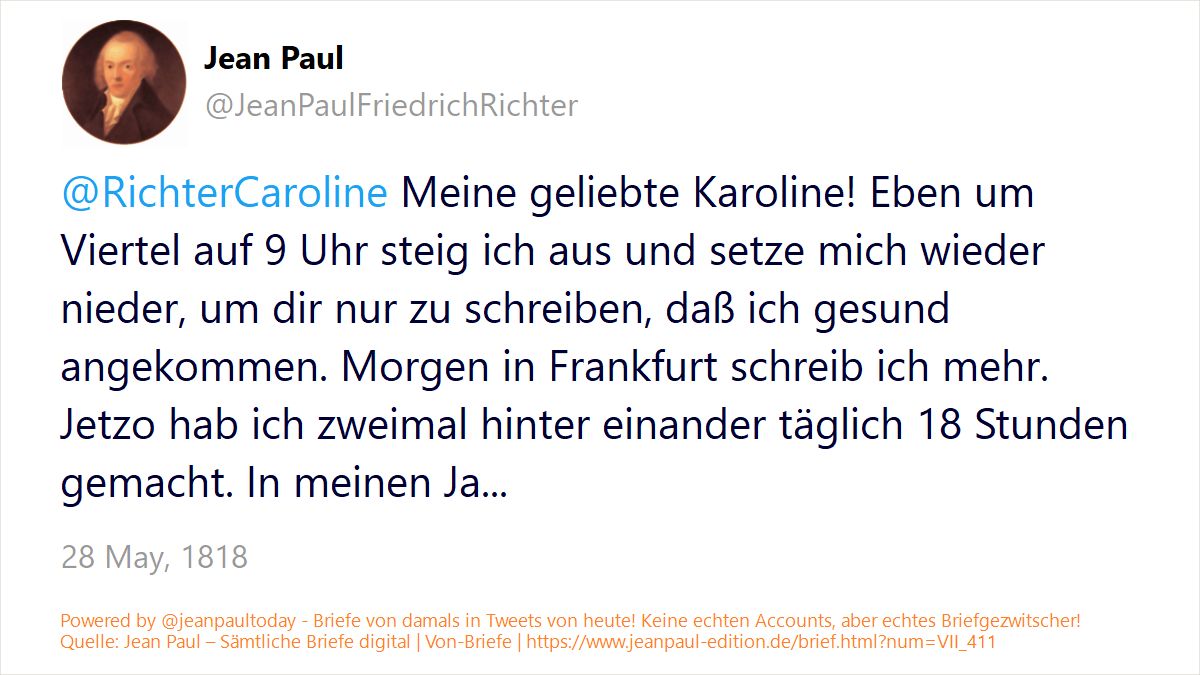 Jean Paul
@JeanPaulFriedrichRichter
@RichterCaroline Meine geliebte Karoline! Eben um
Viertel auf 9 Uhr steig ich aus und setze mich wieder
nieder, um dir nur zu schreiben, daß ich gesund
angekommen. Morgen in Frankfurt schreib ich mehr.
Jetzo hab ich zweimal hinter einander täglich 18 Stunden
gemacht. In meinen Ja...
28 May, 1818
Powered by @jeanpaultoday - Briefe von damals in Tweets von heute! Keine echten Accounts, aber echtes Briefgezwitscher!
Quelle: Jean Paul – Sämtliche Briefe digital | Von-Briefe | https://www.jeanpaul-edition.de/brief.html?num=VII_411